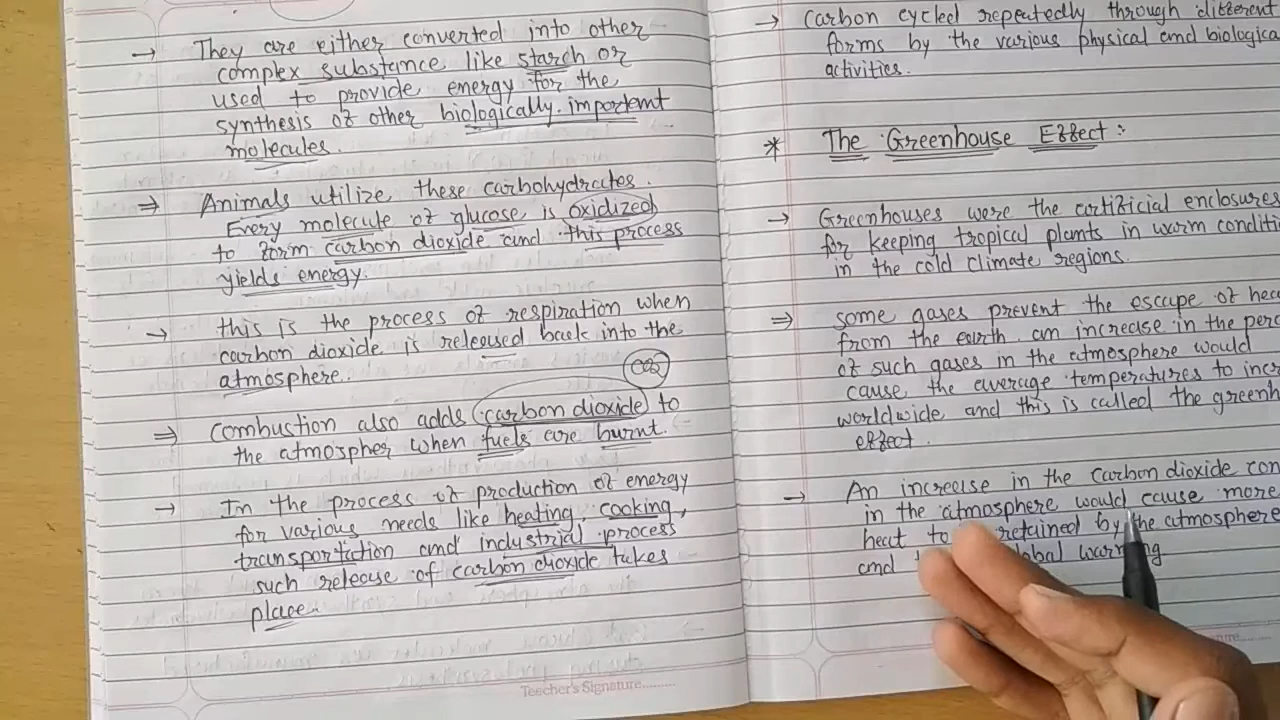 → They are either converted into other
complex substance like starch or
used to provide energy for the
synthesis of other biologically important
molecules.
⇒ Animals utilize these carbohydrates.
Every molecule of glucose is oxidized
to form carbon dioxide and this process
yields energy.
→ this is the process of respiration when
carbon dioxide is released back into the
atmosphere.
⇒ Combustion also adds carbon dioxide to
the atmospher when fuels are burnt.
→ In the process of production of energy
for various needs like heating, cooking,
transportation and industrial process
such release of carbon dioxide takes
place.
Teecher's Signature.........
→ Carbon cycled repeatedly through different
forms by the various physical and
activities.
* The Greenhouse Effect:
→ Greenhouses were the artificial enclosures
for keeping tropical plants in warm
in the cold climate regions.
⇒ some gases prevent the escape of
from the earth. an increase in the
of such gases in the atmosphere would
cause the average temperatures to
worldwide and this is called the
effect.
→ An increase in the carbon dioxide
in the atmosphere would cause more
heat to retained by the atmosphere
and warming